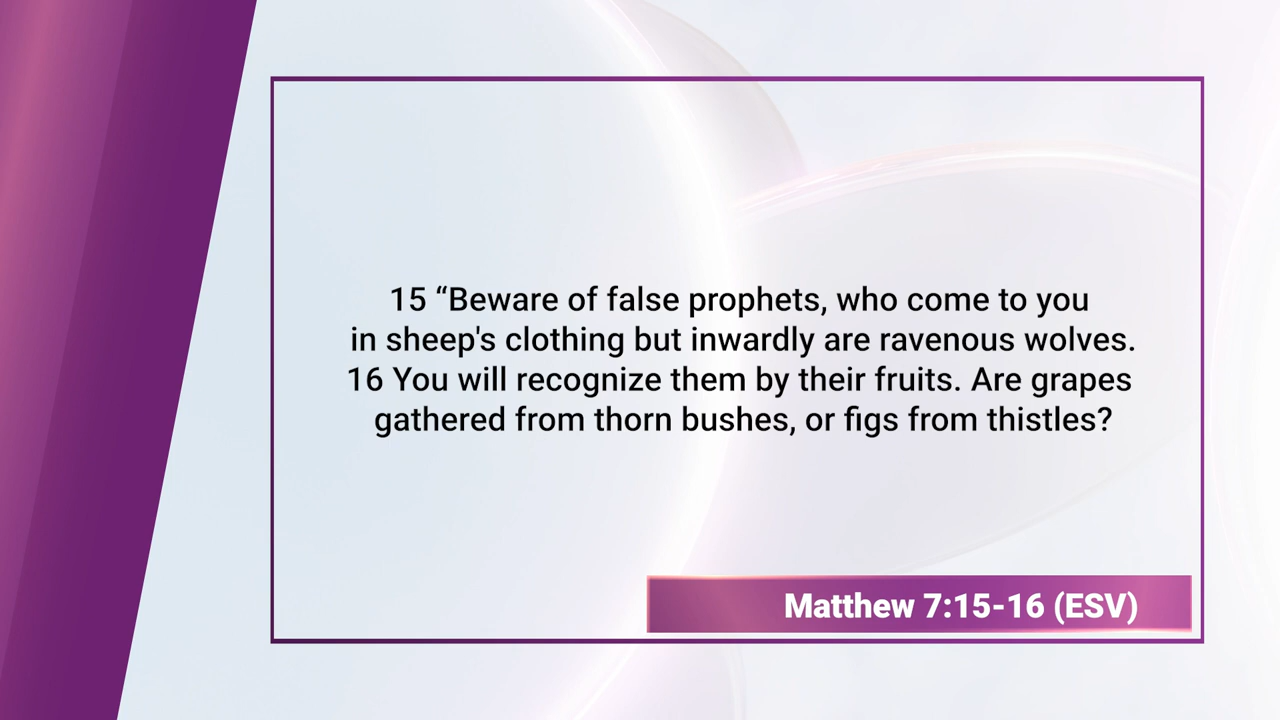 15 “Beware of false prophets, who come to you
in sheep's clothing but inwardly are ravenous wolves.
16 You will recognize them by their fruits. Are grapes
gathered from thorn bushes, or figs from thistles?
Matthew 7:15-16 (ESV)